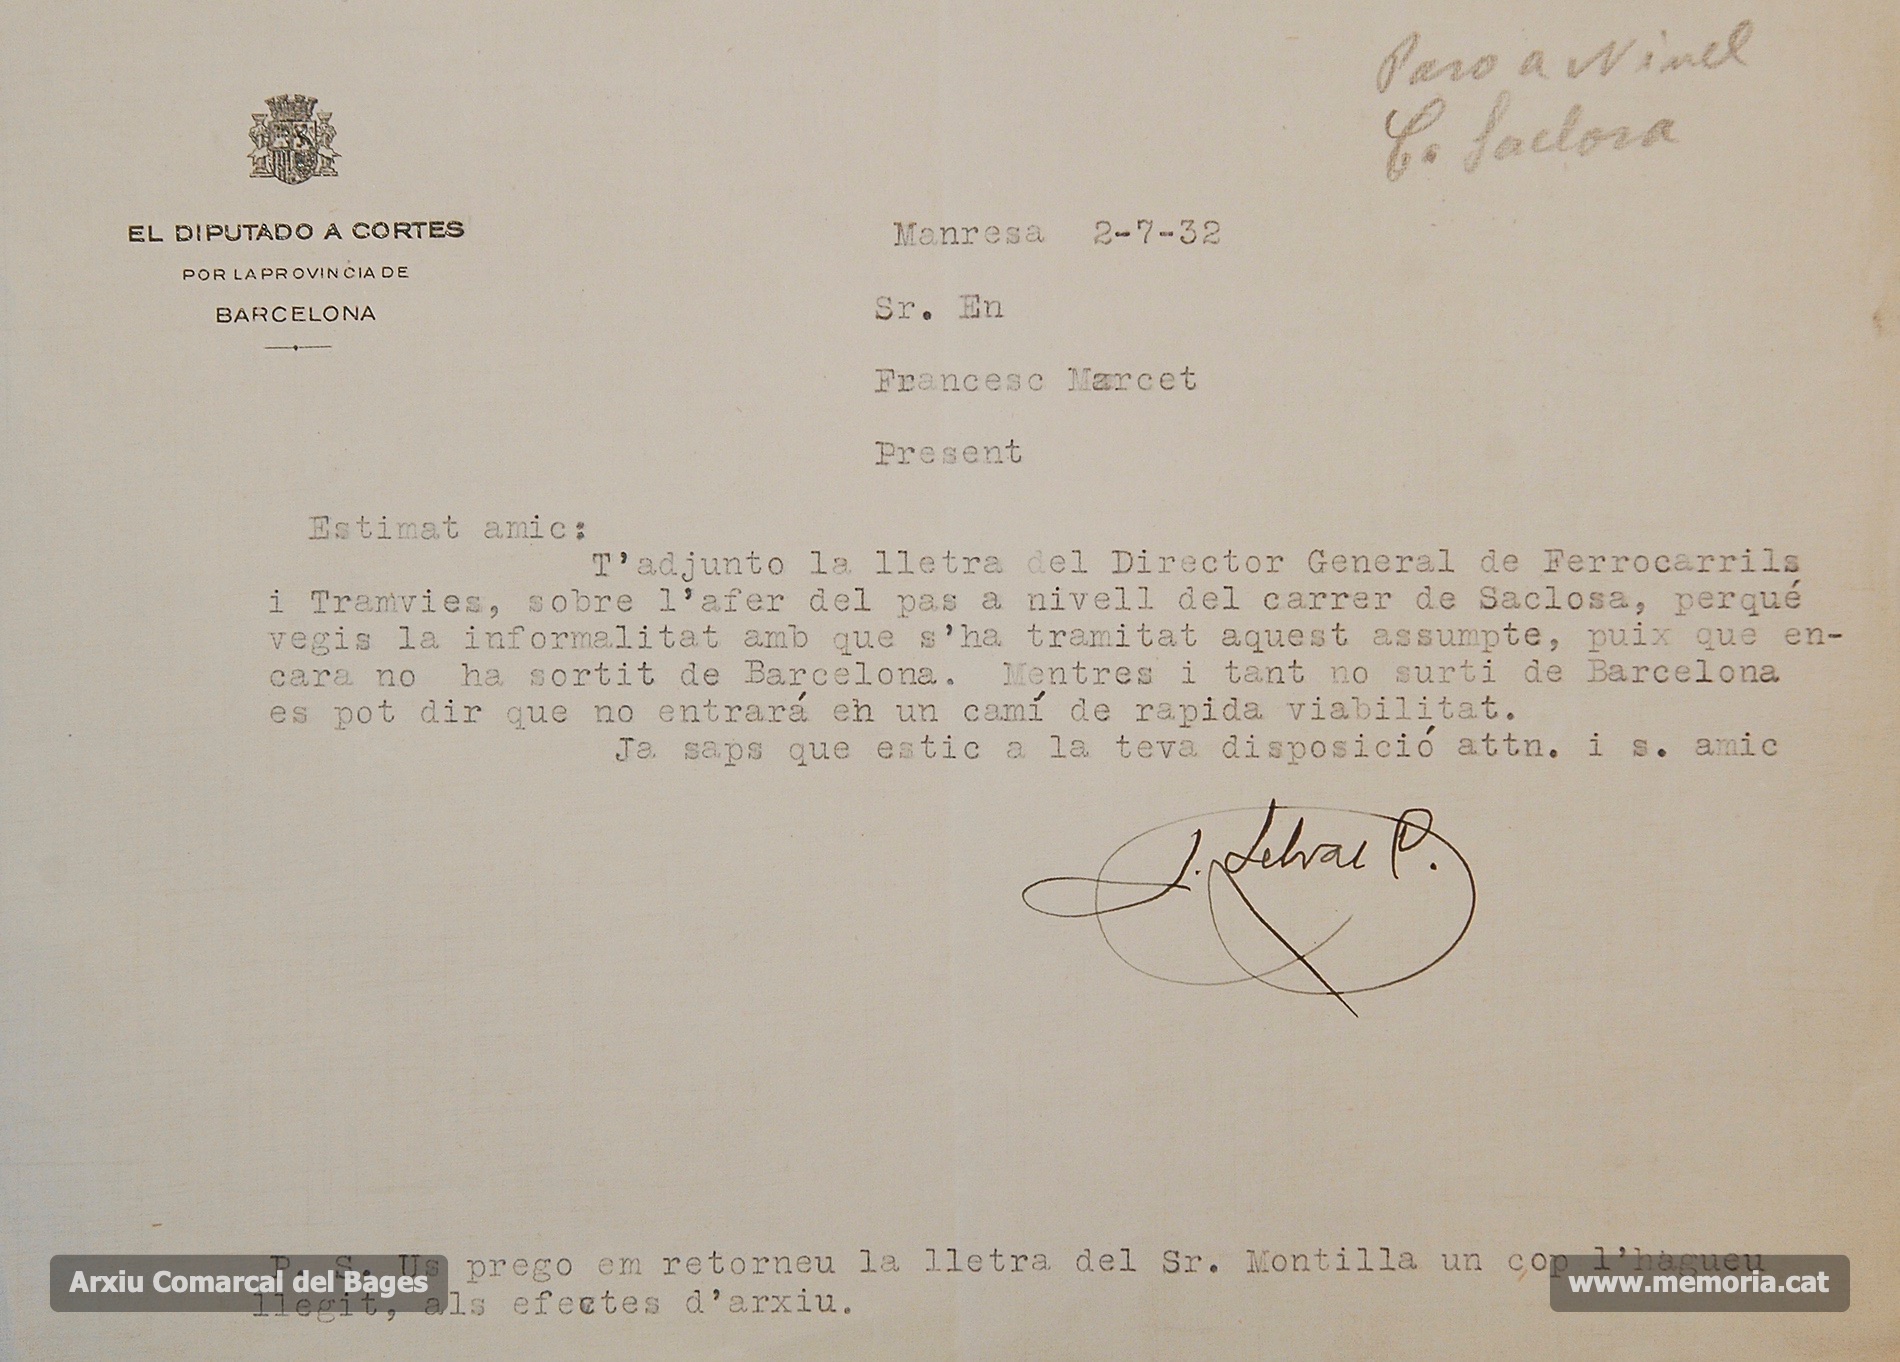 Paso a Nivel
C. Saclosa
EL DIPUTADO A CORTES
POR LA PROVINCIA DE
BARCELONA
Manresa 2-7-32
Sr. En
Francesc Marcet
Present
Estimat amic:
T'adjunto la lletra del Director General de Ferrocarrils
i Tramvies, sobre l'afer del pas a nivell del carrer de Saclosa, perqué
vegis la informalitat amb que s'ha tramitat aquest assumpte, puix que en-
cara no ha sortit de Barcelona. Mentres i tant no surti de Barcelona
es pot dir que no entrará en un camí de rapida viabilitat.
Ja saps que estic a la teva disposició attn. i s. amic
J. Selvas P.
P. S. Us prego em retorneu la lletra del Sr. Montilla un cop l'hagueu
llegit, als efectes d'arxiu.
Arxiu Comarcal del Bages
www.memoria.cat